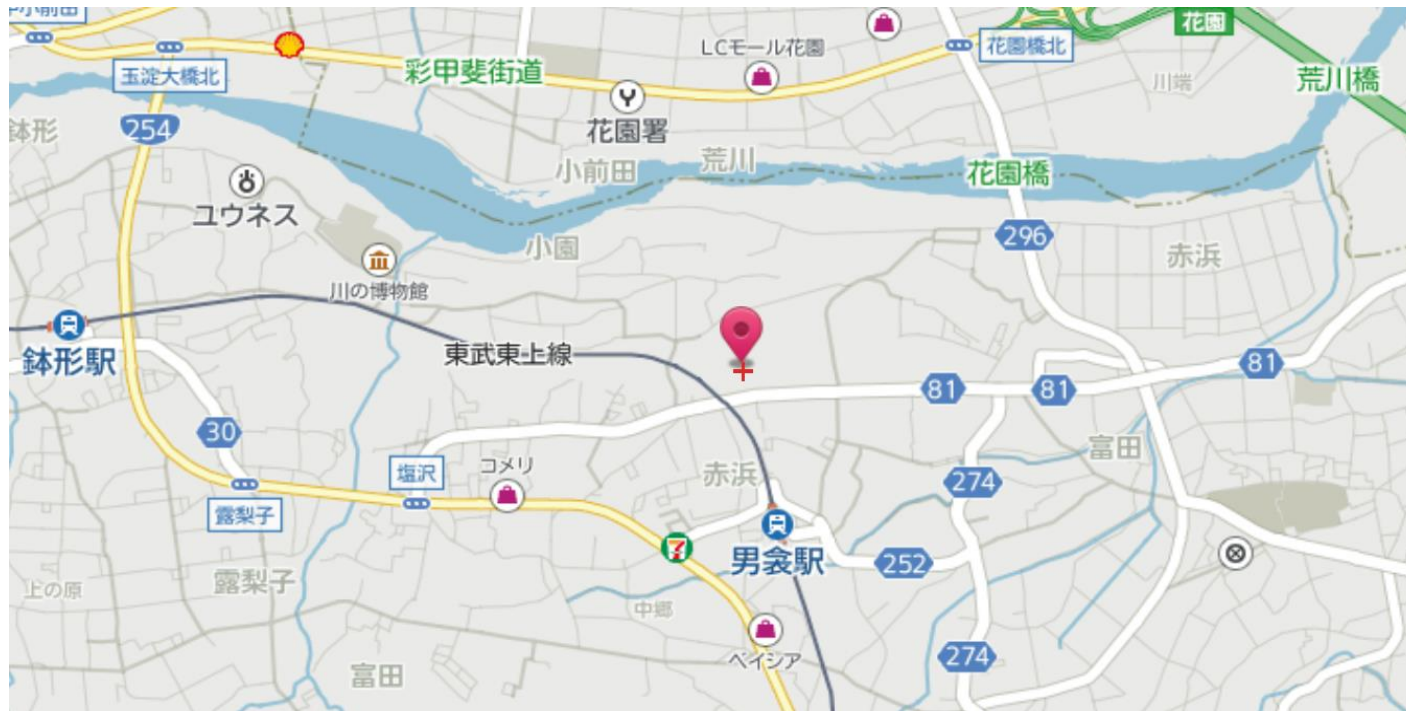 小前田
花園
LCモール花園
花園橋北
玉淀大橋北
彩甲斐街道
川端
荒川橋
鉢形
254
花園署
小前田
荒川
花園橋
ユウネス
小園
296
赤浜
川の博物館
鉢形駅
東武東上線
81
81
81
30
塩沢
コメリ
赤浜
富田
274
露梨子
男衾駅
252
上の原
露梨子
中郷
ベイシア
274
富田